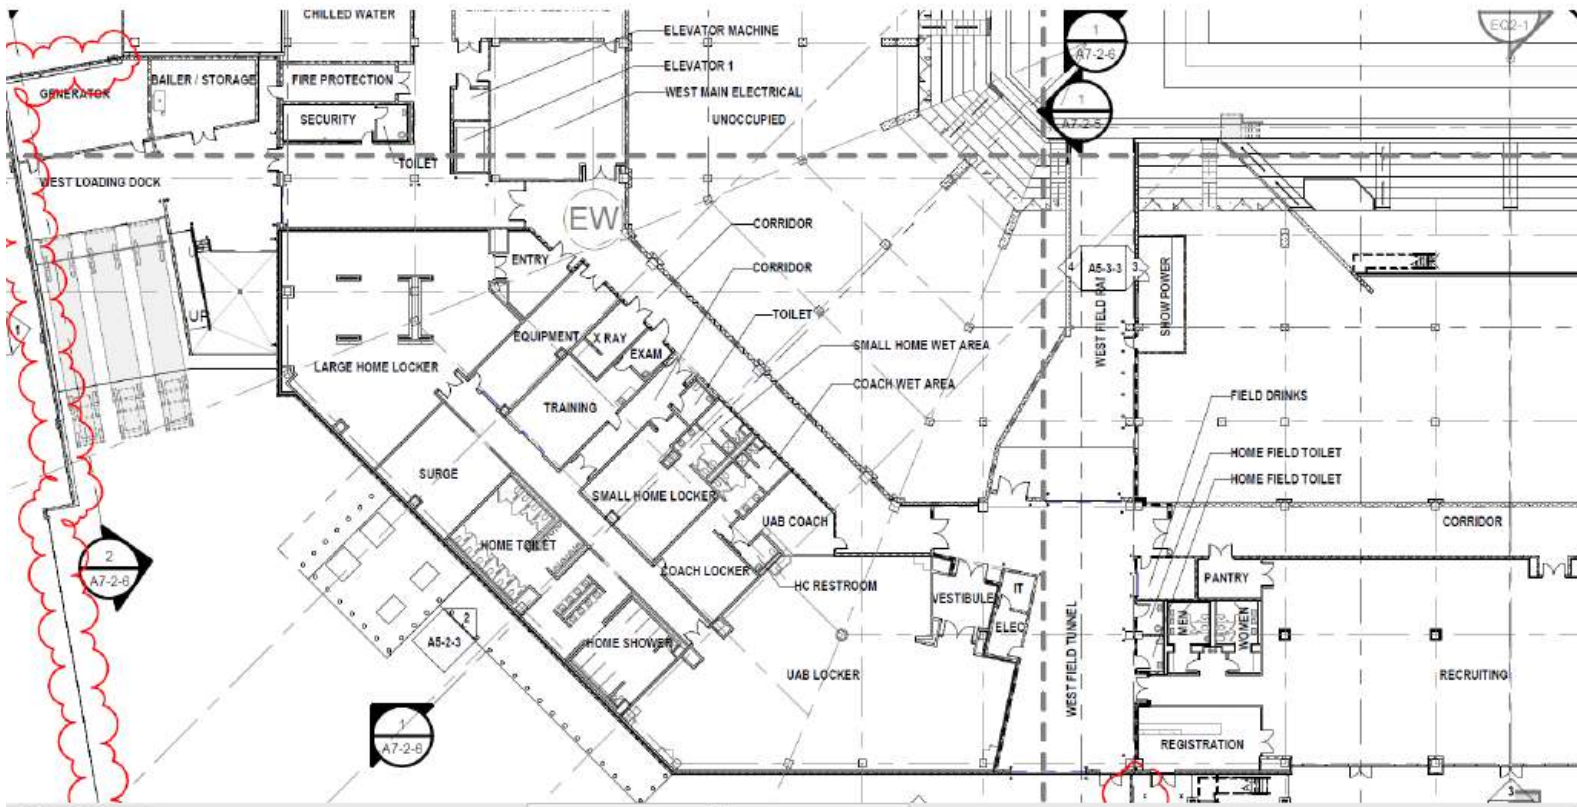 CHILLED WATER
ELEVATOR MACHINE
1
A7-2-6
EQ2-1
ELEVATOR 1
BAILER / STORAGE
FIRE PROTECTION
GENERATOR
WEST MAIN ELECTRICAL
1
A7-2-5
SECURITY
UNOCCUPIED
TOILET
WEST LOADING DOCK
EW
CORRIDOR
ENTRY
CORRIDOR
4
A5-3-3
3
UP
SHOW POWER
TOILET
1
EQUIPMENT
X RAY
SMALL HOME WET AREA
EXAM
LARGE HOME LOCKER
COACH WET AREA
FIELD DRINKS
TRAINING
HOME FIELD TOILET
SURGE
HOME FIELD TOILET
SMALL HOME LOCKER
UAB COACH
CORRIDOR
HOME TOILET
2
A7-2-6
COACH LOCKER
HC RESTROOM
PANTRY
IT
VESTIBULE
2
ELEC
MEN
WOMEN
A5-2-3
HOME SHOWER
WEST FIELD TUNNEL
UAB LOCKER
RECRUITING
1
A7-2-6
REGISTRATION
3